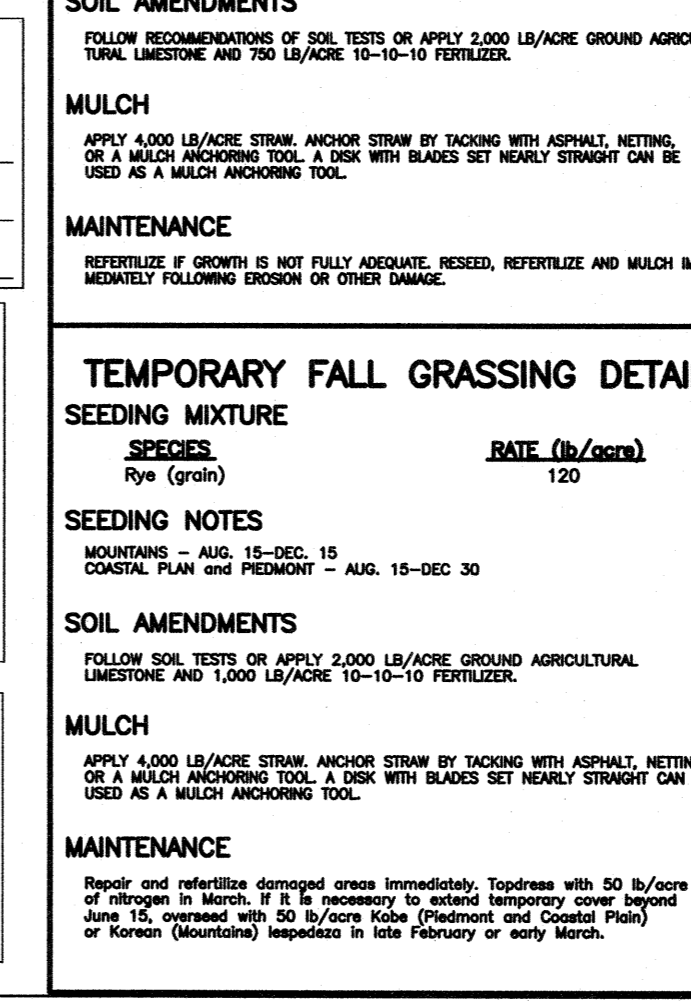 SOIL AMENDMENTS
FOLLOW RECOMMENDATIONS OF SOIL TESTS OR APPLY 2,000 LB/ACRE GROUND AGRICU
TURAL LIMESTONE AND 750 LB/ACRE 10-10-10 FERTILIZER.
MULCH
APPLY 4,000 LB/ACRE STRAW. ANCHOR STRAW BY TACKING WITH ASPHALT, NETTING,
OR A MULCH ANCHORING TOOL. A DISK WITH BLADES SET NEARLY STRAIGHT CAN BE
USED AS A MULCH ANCHORING TOOL.
MAINTENANCE
REFERTILIZE IF GROWTH IS NOT FULLY ADEQUATE. RESEED, REFERTILIZE AND MULCH IM
MEDIATELY FOLLOWING EROSION OR OTHER DAMAGE.
TEMPORARY FALL GRASSING DETAI
SEEDING MIXTURE
SPECIES RATE (lb/acre)
Rye (grain) 120
SEEDING NOTES
MOUNTAINS - AUG. 15-DEC. 15
COASTAL PLAN and PIEDMONT - AUG. 15-DEC 30
SOIL AMENDMENTS
FOLLOW SOIL TESTS OR APPLY 2,000 LB/ACRE GROUND AGRICULTURAL
LIMESTONE AND 1,000 LB/ACRE 10-10-10 FERTILIZER.
MULCH
APPLY 4,000 LB/ACRE STRAW. ANCHOR STRAW BY TACKING WITH ASPHALT, NETTIN
OR A MULCH ANCHORING TOOL. A DISK WITH BLADES SET NEARLY STRAIGHT CAN
USED AS A MULCH ANCHORING TOOL
MAINTENANCE
Repair and refertilize damaged areas immediately. Topdress with 50 lb/acre
of nitrogen in March. If it is necessary to extend temporary cover beyond
June 15, overseed with 50 lb/acre Kobe (Piedmont and Coastal Plain)
or Korean (Mountains) lespedeza in late February or early March.